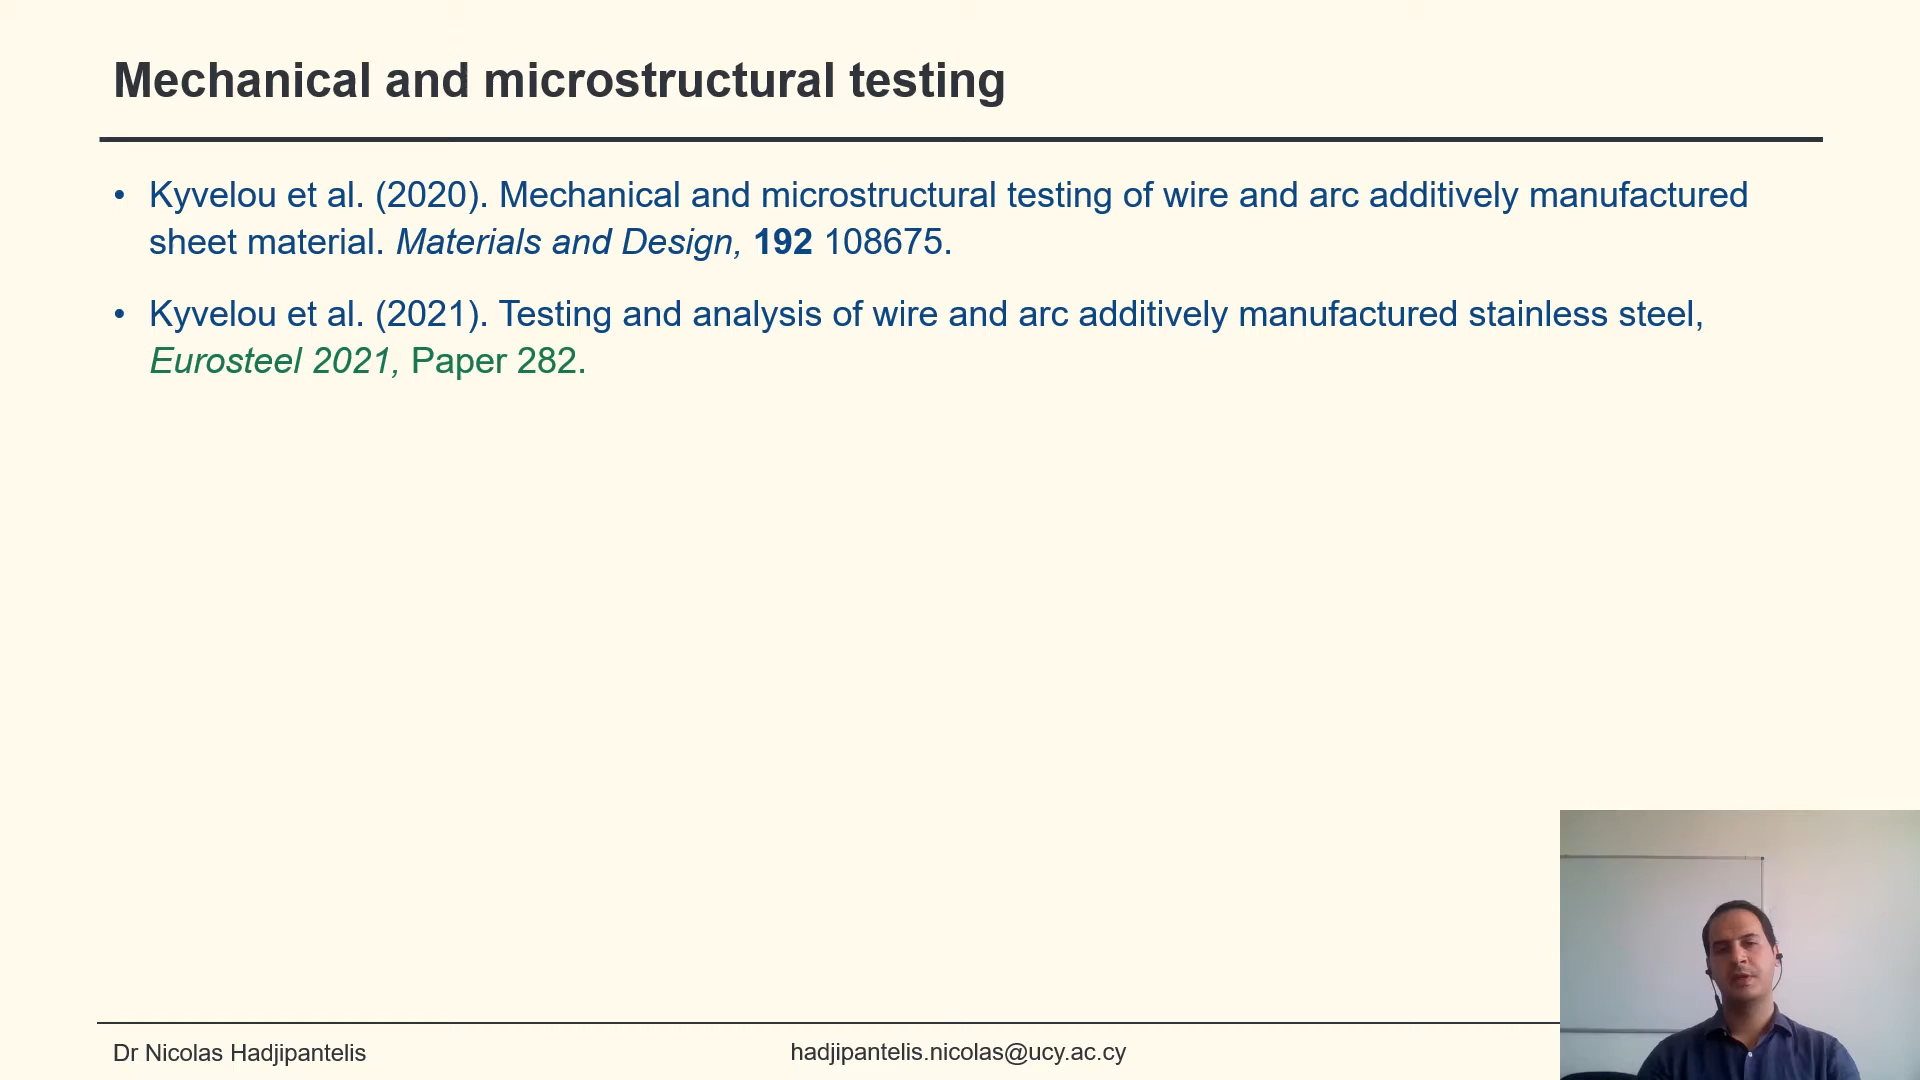 Mechanical and microstructural testing
• Kyvelou et al. (2020). Mechanical and microstructural testing of wire and arc additively manufactured
sheet material. Materials and Design, 192 108675.
• Kyvelou et al. (2021). Testing and analysis of wire and arc additively manufactured stainless steel,
Eurosteel 2021, Paper 282.
Dr Nicolas Hadjipantelis
hadjipantelis.nicolas@ucy.ac.cy